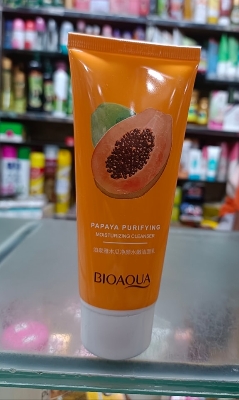 PAPAYA PURIFYING
MOISTURIZING CLEANSER
BIOAQUA